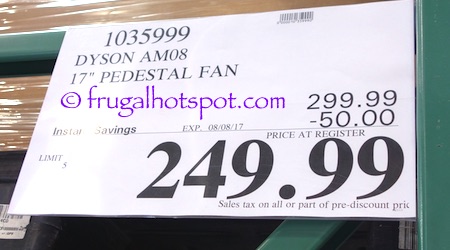 1035999
DYSON AM08
17" PEDESTAL FAN
© frugalhotspot.com
299.99
-50.00
Instant Savings EXP. 08/08/17
PRICE AT REGISTER
LIMIT
5
249.99
Sales tax on all or part of pre-discount pric